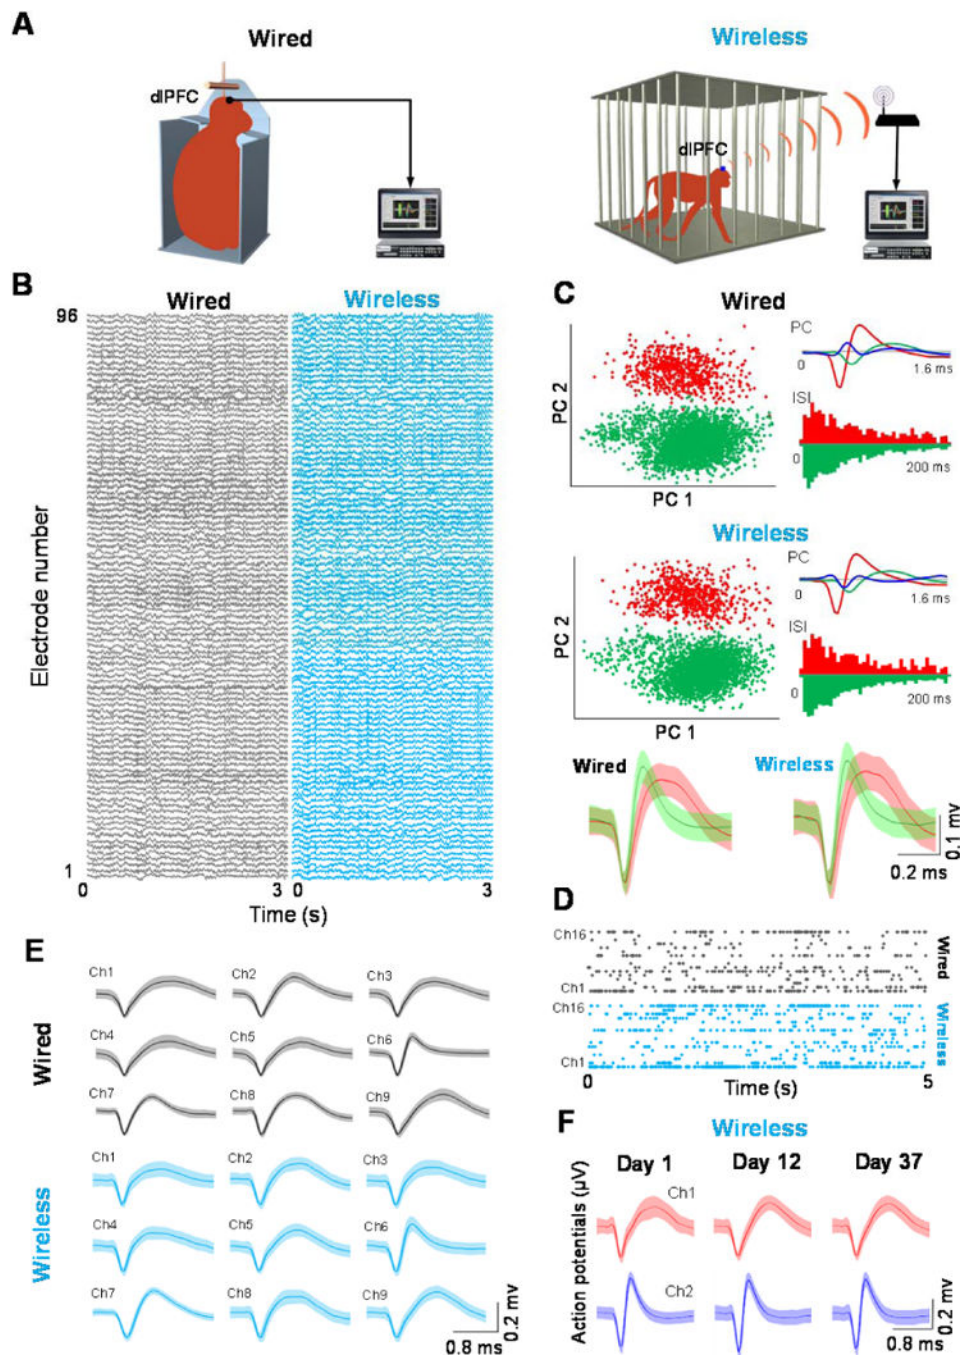 A
Wired
Wireless
dlPFC
dlPFC
B
Wired
Wireless
96
Electrode number
1
0
3
0
3
Time (s)
C
Wired
PC 2
PC 1
PC
0
1.6 ms
ISI
0
200 ms
Wireless
PC 2
PC 1
PC
0
1.6 ms
ISI
0
200 ms
Wired
Wireless
0.1 mv
0.2 ms
D
Ch16
Ch1
Wired
Ch16
Ch1
Wireless
0
5
Time (s)
E
Wired
Ch1
Ch2
Ch3
Ch4
Ch5
Ch6
Ch7
Ch8
Ch9
Wireless
Ch1
Ch2
Ch3
Ch4
Ch5
Ch6
Ch7
Ch8
Ch9
0.2 mv
0.8 ms
F
Wireless
Day 1
Day 12
Day 37
Action potentials (µV)
Ch1
Ch2
0.2 mv
0.8 ms